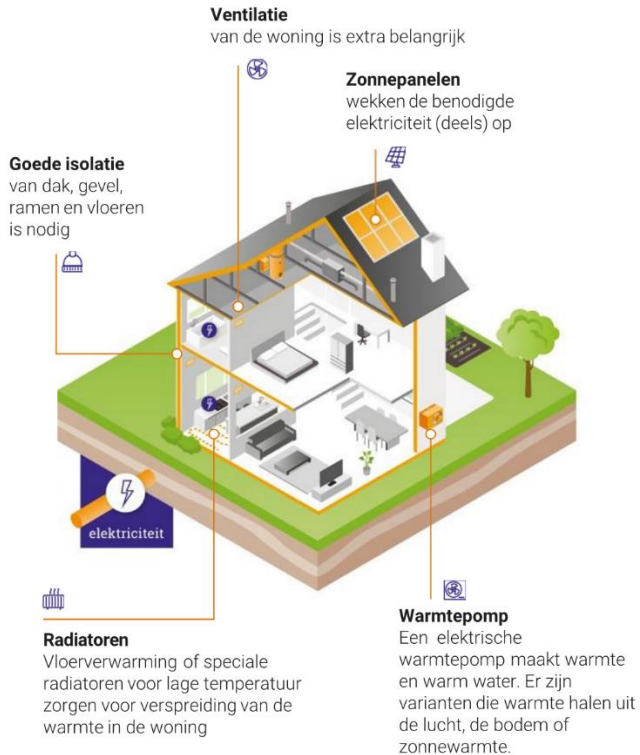 Ventilatie
van de woning is extra belangrijk
Zonnepanelen
wekken de benodigde
elektriciteit (deels) op
Goede isolatie
van dak, gevel,
ramen en vloeren
is nodig
elektriciteit
Radiatoren
Vloerverwarming of speciale
radiatoren voor lage temperatuur
zorgen voor verspreiding van de
warmte in de woning
Warmtepomp
Een elektrische
warmtepomp maakt warmte
en warm water. Er zijn
varianten die warmte halen uit
de lucht, de bodem of
zonnewarmte.